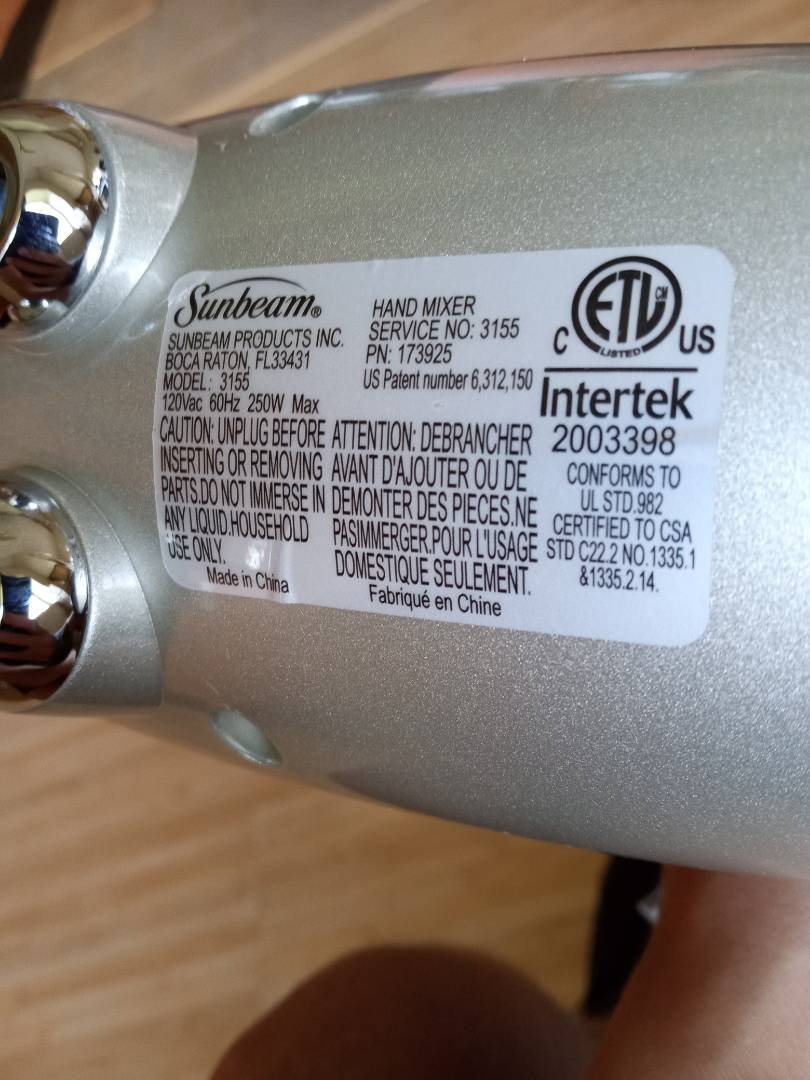 Sunbeam®
SUNBEAM PRODUCTS INC.
BOCA RATON, FL33431
MODEL: 3155
120Vac 60Hz 250W Max
HAND MIXER
SERVICE NO: 3155
PN: 173925
US Patent number 6,312,150
CAUTION: UNPLUG BEFORE
INSERTING OR REMOVING
PARTS.DO NOT IMMERSE IN
ANY LIQUID.HOUSEHOLD
USE ONLY.
Made in China
ATTENTION: DEBRANCHER
AVANT D'AJOUTER OU DE
DEMONTER DES PIECES.NE
PASIMMERGER.POUR L'USAGE
DOMESTIQUE SEULEMENT.
Fabriqué en Chine
ETL CM
C LISTED US
Intertek
2003398
CONFORMS TO
UL STD.982
CERTIFIED TO CSA
STD C22.2 NO.1335.1
&1335.2.14.